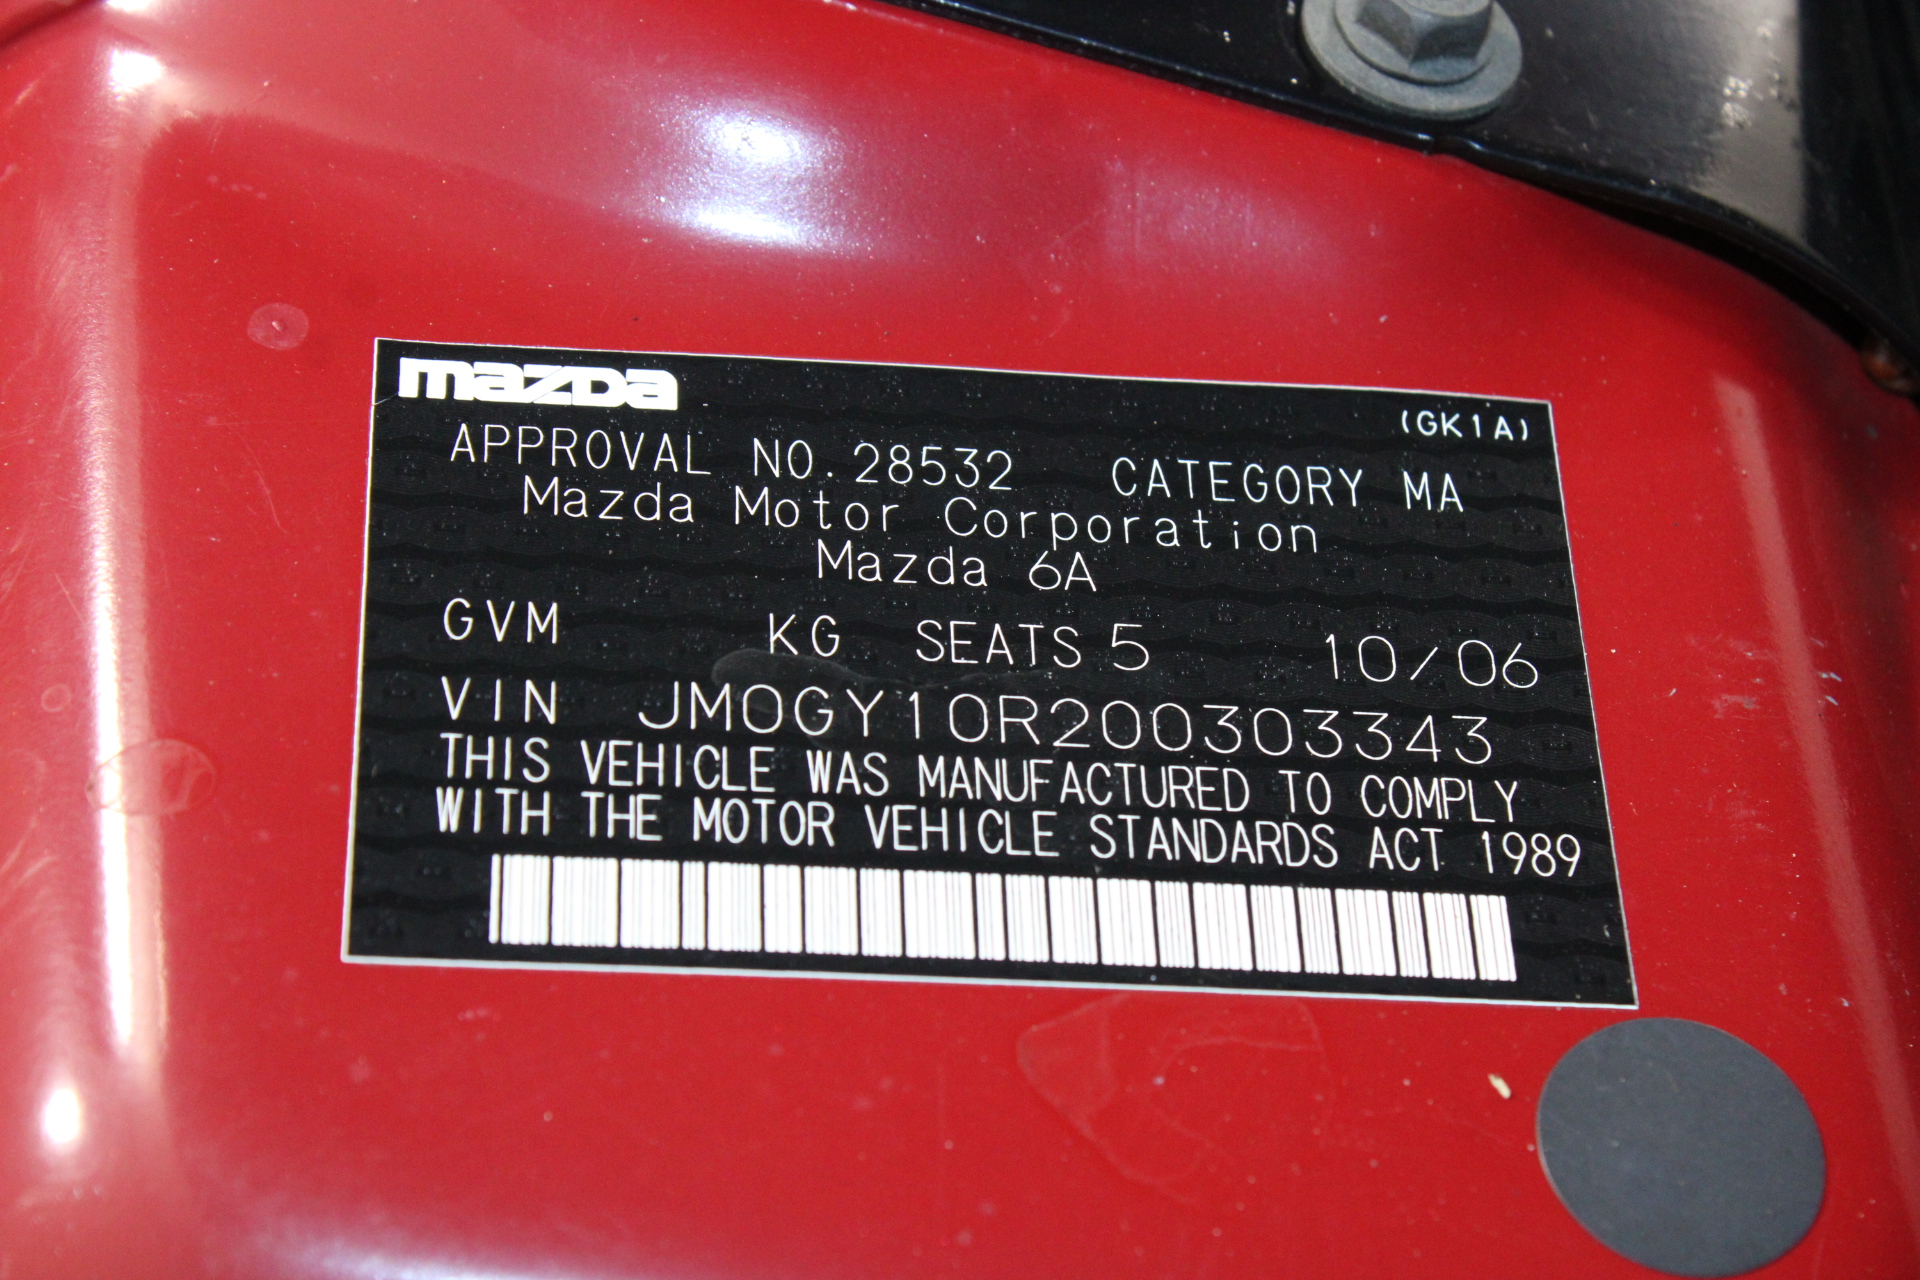 mazda
(GK1A)
APPROVAL NO.28532 CATEGORY MA
Mazda Motor Corporation
Mazda 6A
GVM KG SEATS 5 10/06
VIN JM0GY10R200303343
THIS VEHICLE WAS MANUFACTURED TO COMPLY
WITH THE MOTOR VEHICLE STANDARDS ACT 1989